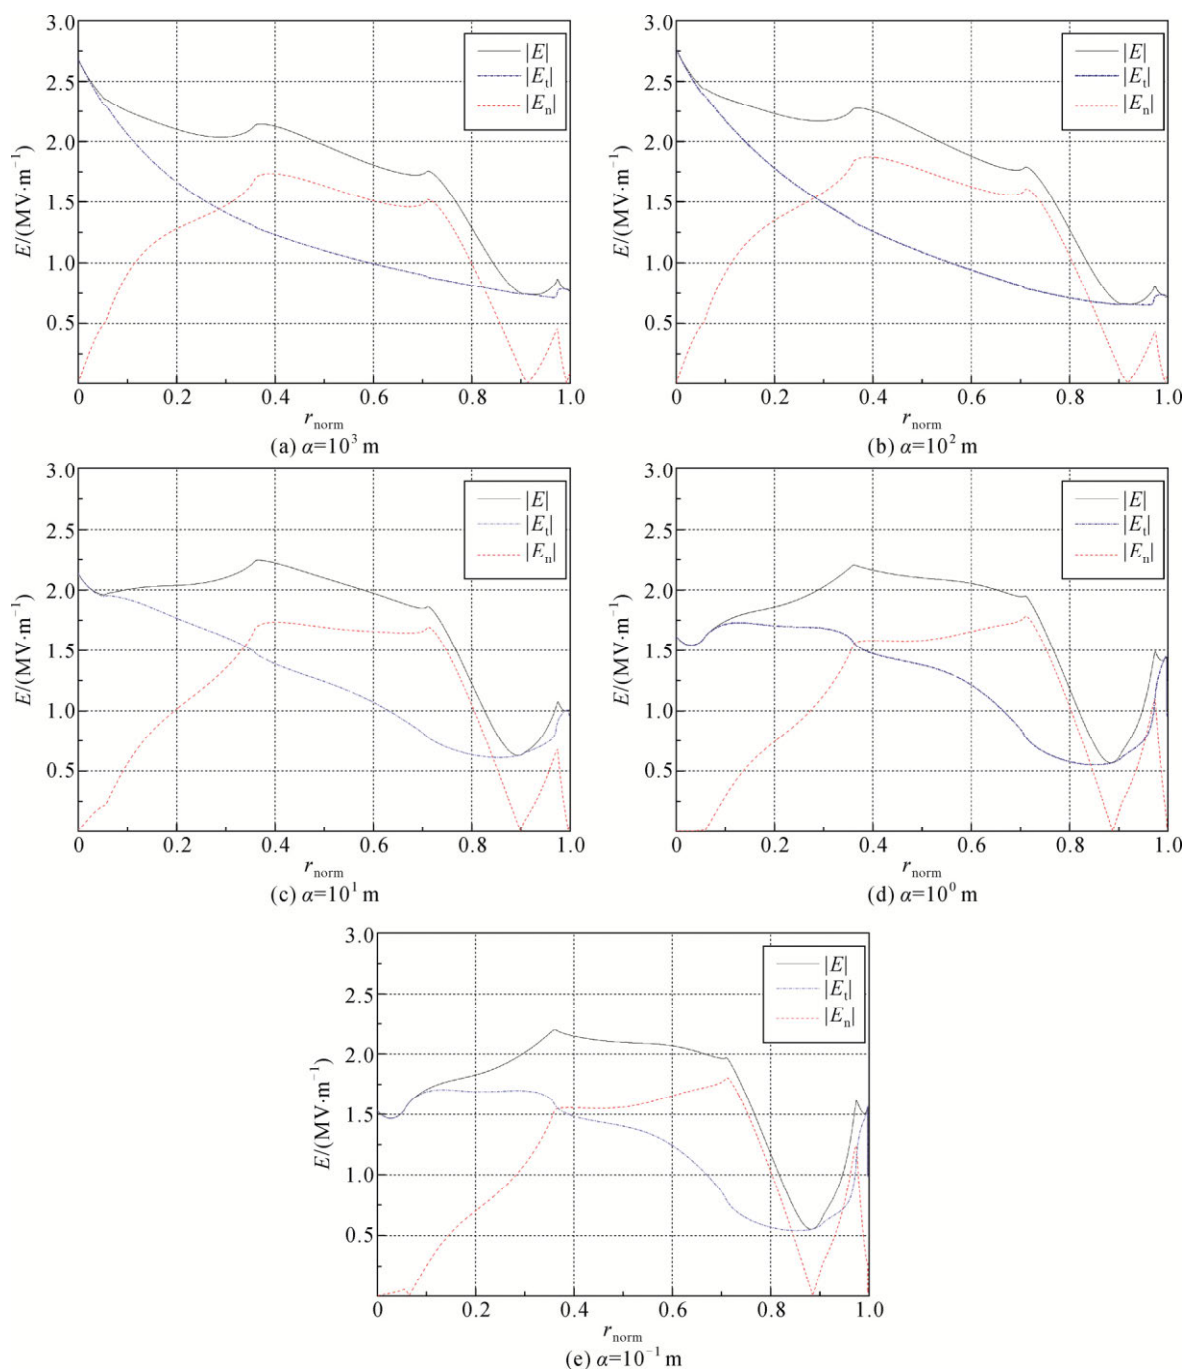 3.0
2.5
2.0
1.5
1.0
0.5
E/(MV·m⁻¹)
|E|
|Eₜ|
|Eₙ|
0 0.2 0.4 0.6 0.8 1.0
r_norm
(a) α=10³ m
3.0
2.5
2.0
1.5
1.0
0.5
E/(MV·m⁻¹)
|E|
|Eₜ|
|Eₙ|
0 0.2 0.4 0.6 0.8 1.0
r_norm
(b) α=10² m
3.0
2.5
2.0
1.5
1.0
0.5
E/(MV·m⁻¹)
|E|
|Eₜ|
|Eₙ|
0 0.2 0.4 0.6 0.8 1.0
r_norm
(c) α=10¹ m
3.0
2.5
2.0
1.5
1.0
0.5
E/(MV·m⁻¹)
|E|
|Eₜ|
|Eₙ|
0 0.2 0.4 0.6 0.8 1.0
r_norm
(d) α=10⁰ m
3.0
2.5
2.0
1.5
1.0
0.5
E/(MV·m⁻¹)
|E|
|Eₜ|
|Eₙ|
0 0.2 0.4 0.6 0.8 1.0
r_norm
(e) α=10⁻¹ m